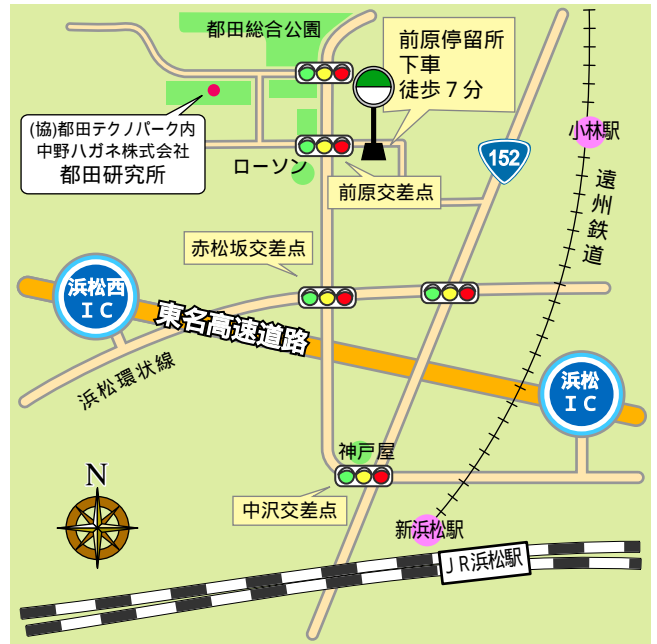 都田総合公園
前原停留所
下車
徒歩７分
(協)都田テクノパーク内
中野ハガネ株式会社
都田研究所
ローソン
前原交差点
152
小林駅
遠州鉄道
赤松坂交差点
浜松西
ＩＣ
東名高速道路
浜松環状線
浜松
ＩＣ
神戸屋
中沢交差点
N
新浜松駅
ＪＲ浜松駅